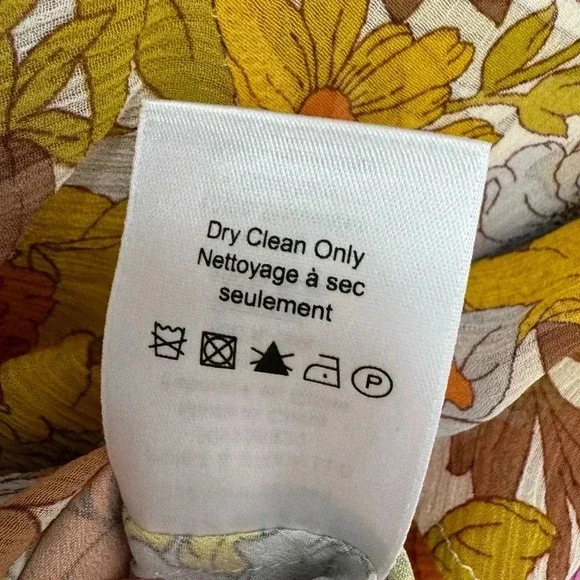 Dry Clean Only
Nettoyage à sec
seulement
P